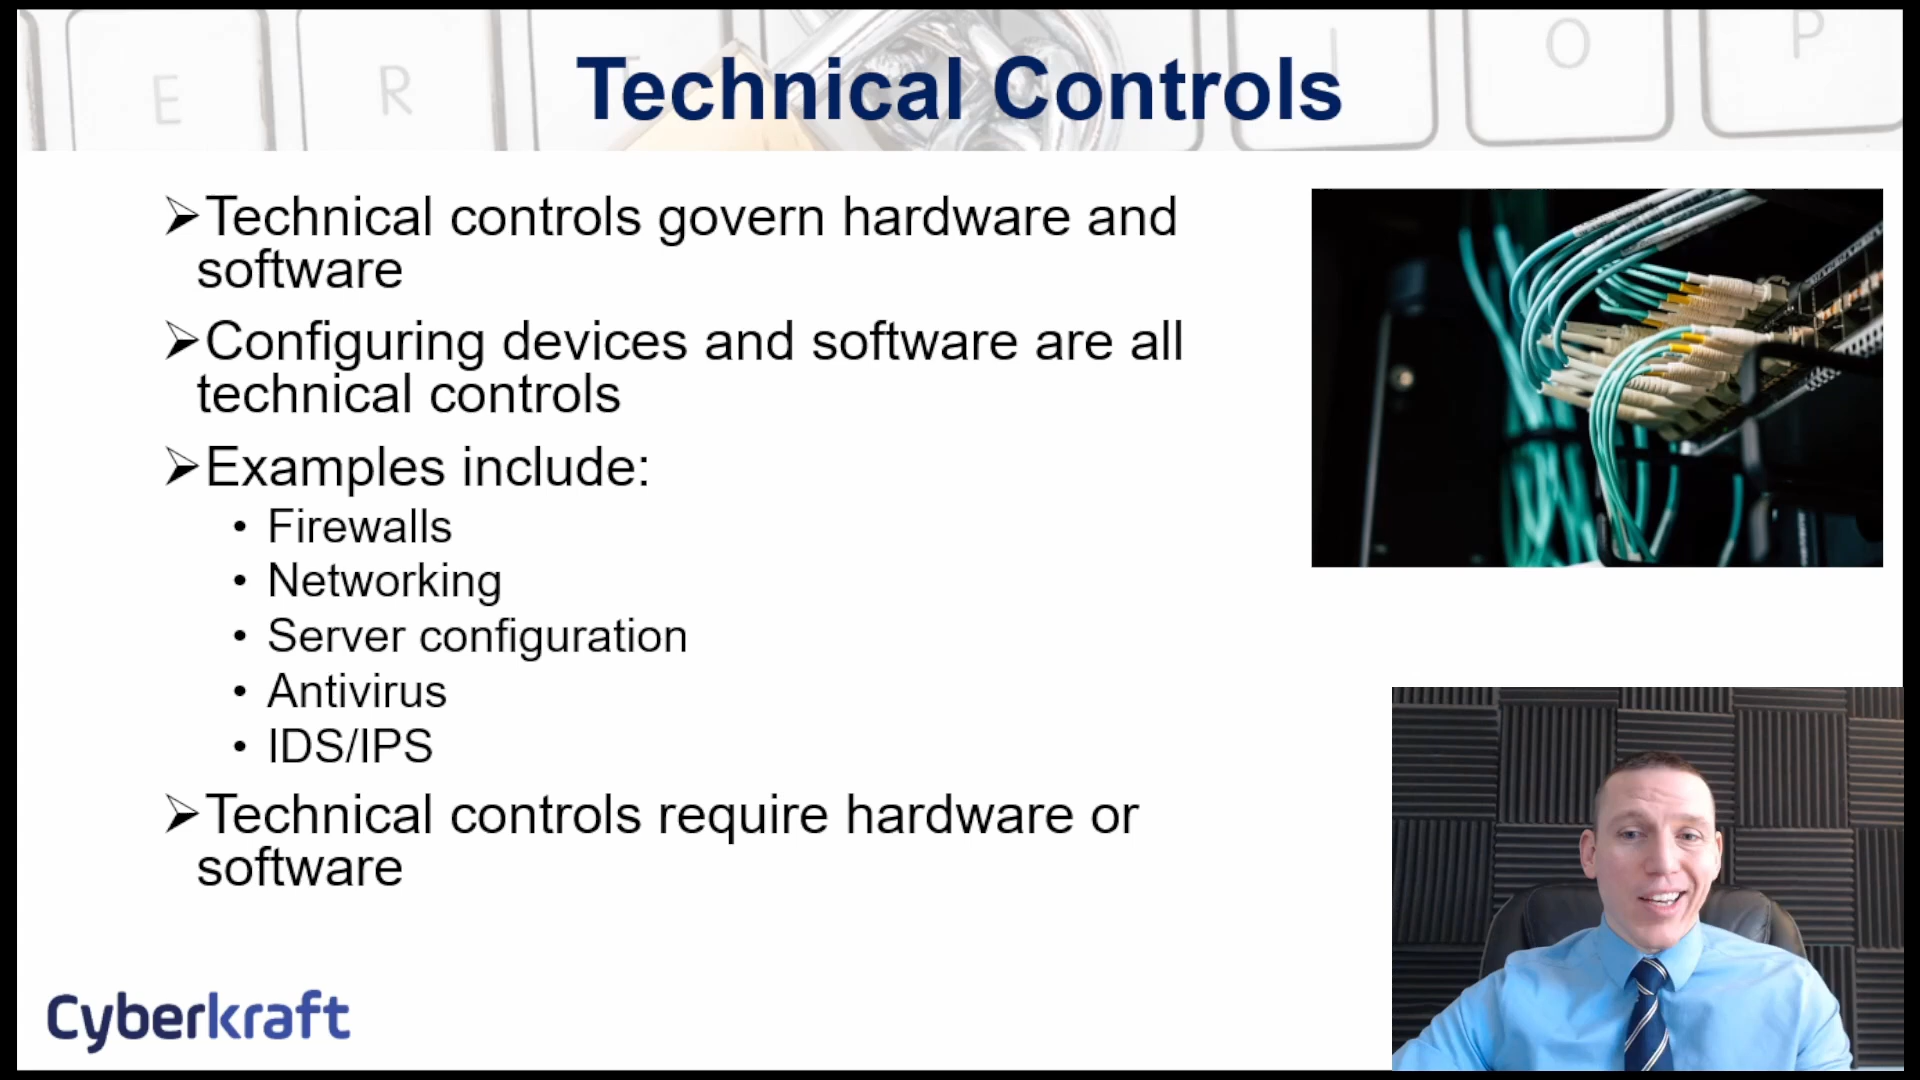 E R I O P
Technical Controls
➢Technical controls govern hardware and
software
➢Configuring devices and software are all
technical controls
➢Examples include:
• Firewalls
• Networking
• Server configuration
• Antivirus
• IDS/IPS
➢Technical controls require hardware or
software
Cyberkraft